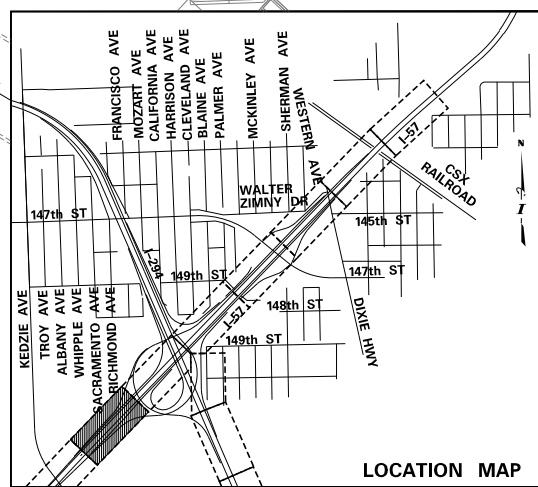 FRANCISCO AVE
MOZART AVE
CALIFORNIA AVE
HARRISON AVE
CLEVELAND AVE
BLAINE AVE
PALMER AVE
MCKINLEY AVE
SHERMAN AVE
WESTERN AVE
I-57
CSX
RAILROAD
N
WALTER
ZIMNY DR
147th ST
145th ST
I-294
149th ST
147th ST
148th ST
I-57
149th ST
DIXIE HWY
KEDZIE AVE
TROY AVE
ALBANY AVE
WHIPPLE AVE
SACRAMENTO AVE
RICHMOND AVE
LOCATION MAP